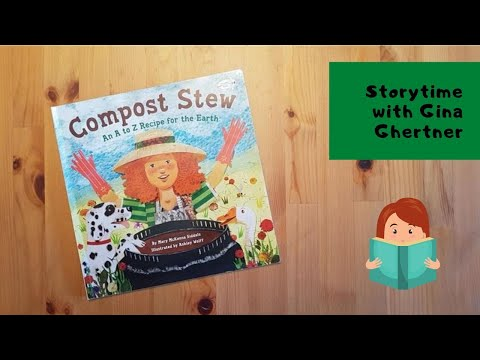 Compost Stew
An A to Z Recipe for the Earth
By Mary McKenna Siddals
Illustrated by Ashley Wolff
Storytime
with Gina
Ghertner